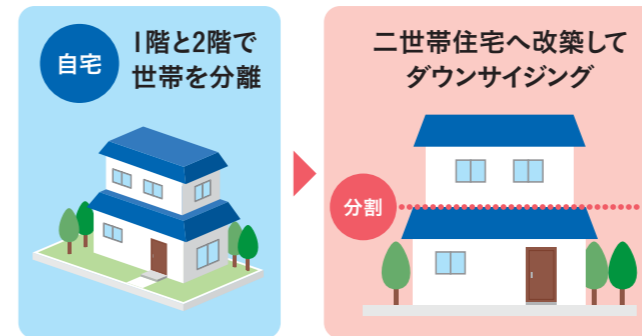 自宅
1階と2階で
世帯を分離
二世帯住宅へ改築して
ダウンサイジング
分割